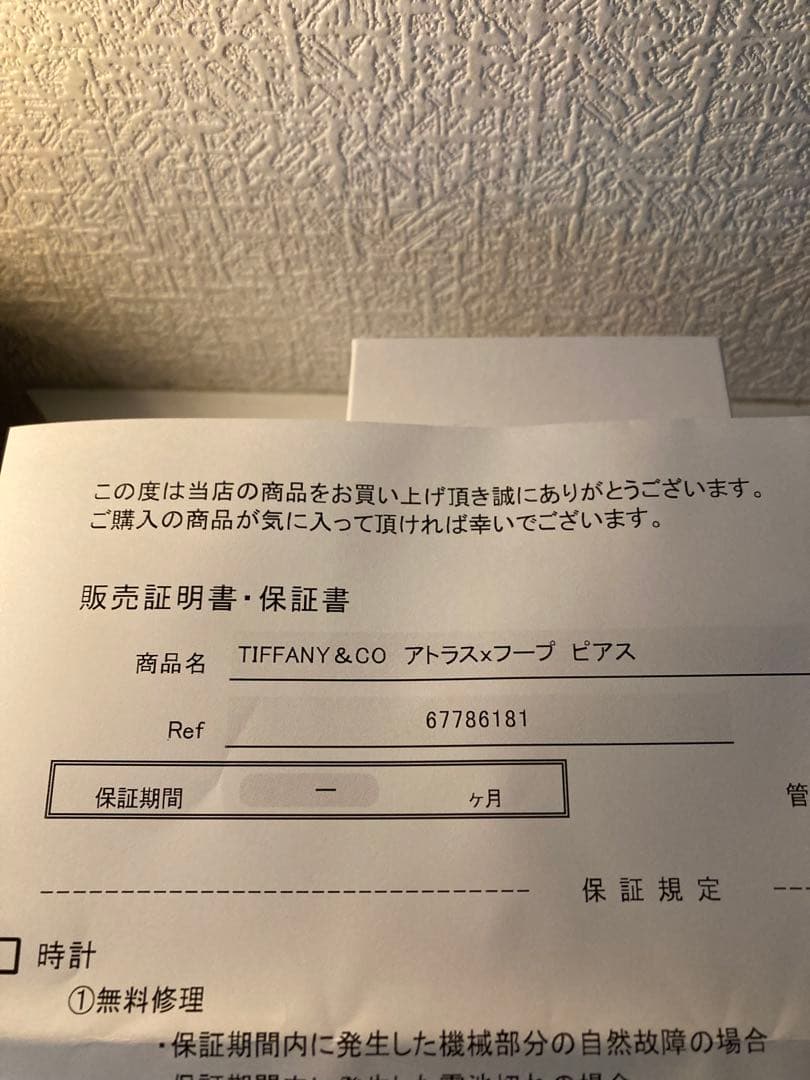 この度は当店の商品をお買い上げ頂き誠にありがとうございます。
ご購入の商品が気に入って頂ければ幸いでございます。
販売証明書・保証書
商品名 TIFFANY&CO アトラスxフープ ピアス
Ref 67786181
保証期間 ー ヶ月
管
--------------------------------- 保証規定 ---
□ 時計
①無料修理
・保証期間内に発生した機械部分の自然故障の場合